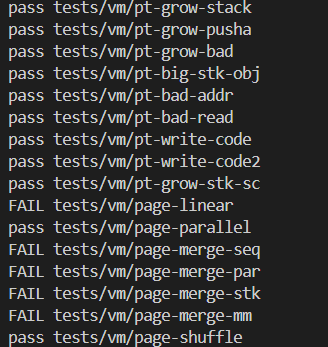 pass tests/vm/pt-grow-stack
pass tests/vm/pt-grow-pusha
pass tests/vm/pt-grow-bad
pass tests/vm/pt-big-stk-obj
pass tests/vm/pt-bad-addr
pass tests/vm/pt-bad-read
pass tests/vm/pt-write-code
pass tests/vm/pt-write-code2
pass tests/vm/pt-grow-stk-sc
FAIL tests/vm/page-linear
pass tests/vm/page-parallel
FAIL tests/vm/page-merge-seq
FAIL tests/vm/page-merge-par
FAIL tests/vm/page-merge-stk
FAIL tests/vm/page-merge-mm
pass tests/vm/page-shuffle